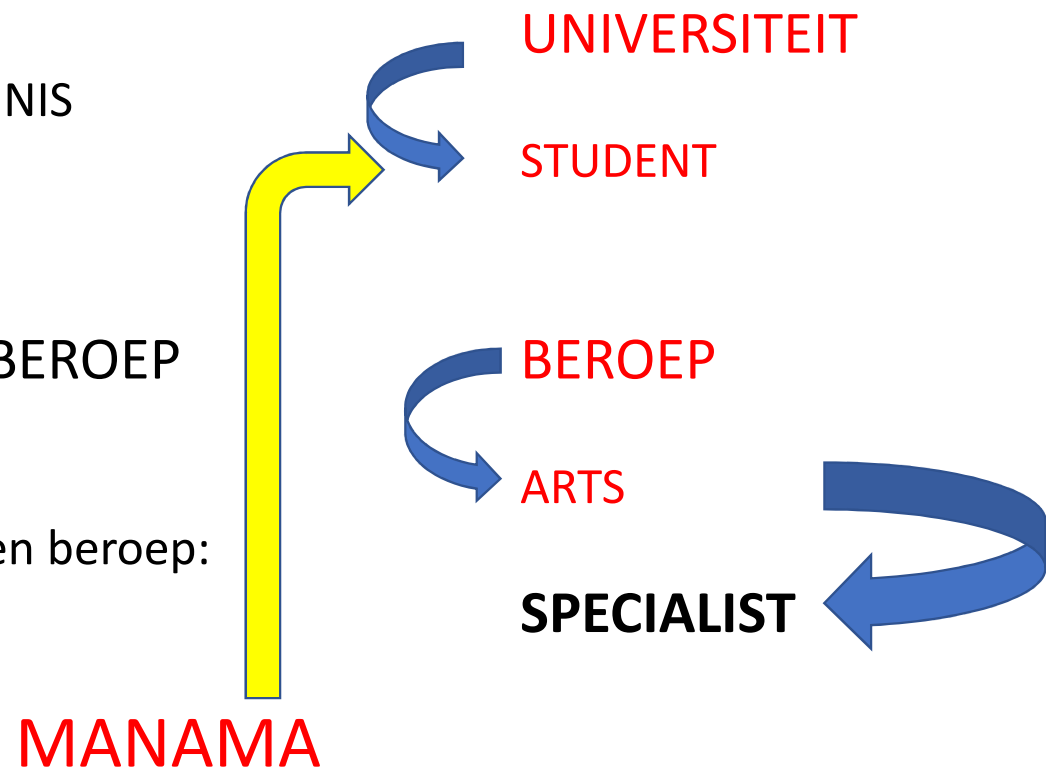 UNIVERSITEIT
NIS
STUDENT
BEROEP
BEROEP
ARTS
en beroep:
SPECIALIST
MANAMA